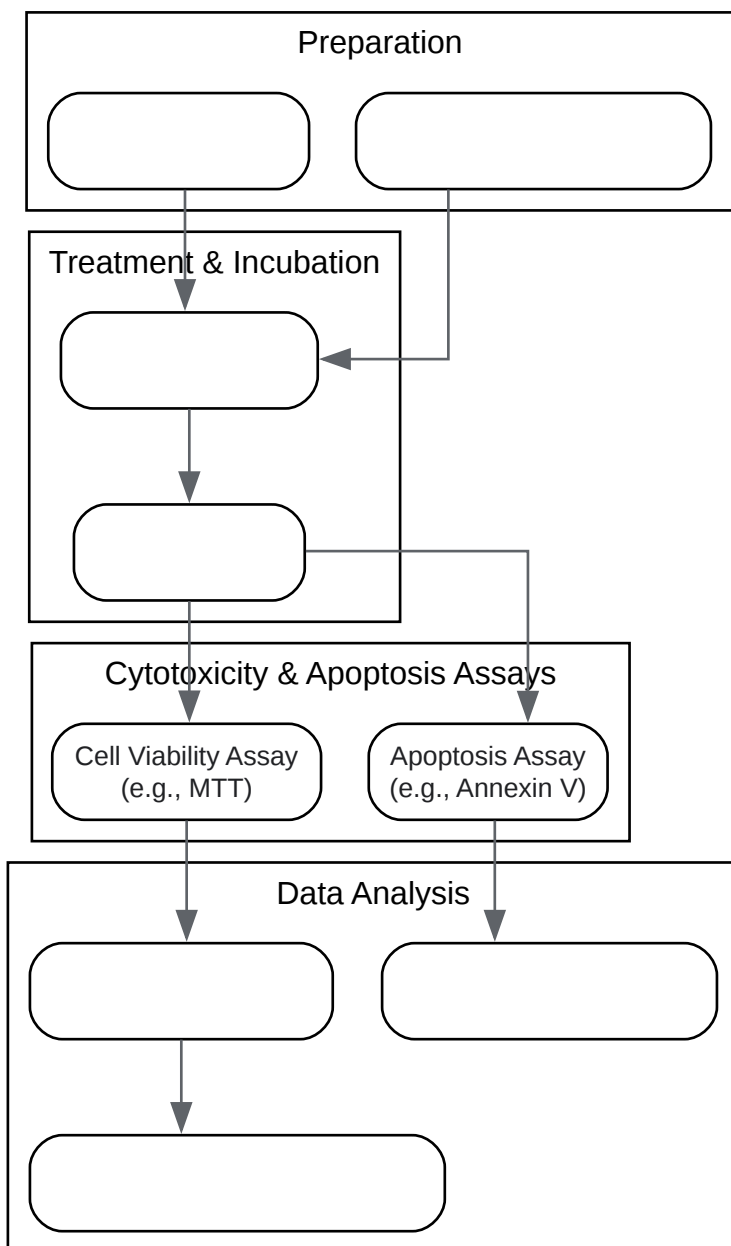 Preparation
Treatment & Incubation
Cytotoxicity & Apoptosis Assays
Cell Viability Assay
(e.g., MTT)
Apoptosis Assay
(e.g., Annexin V)
Data Analysis